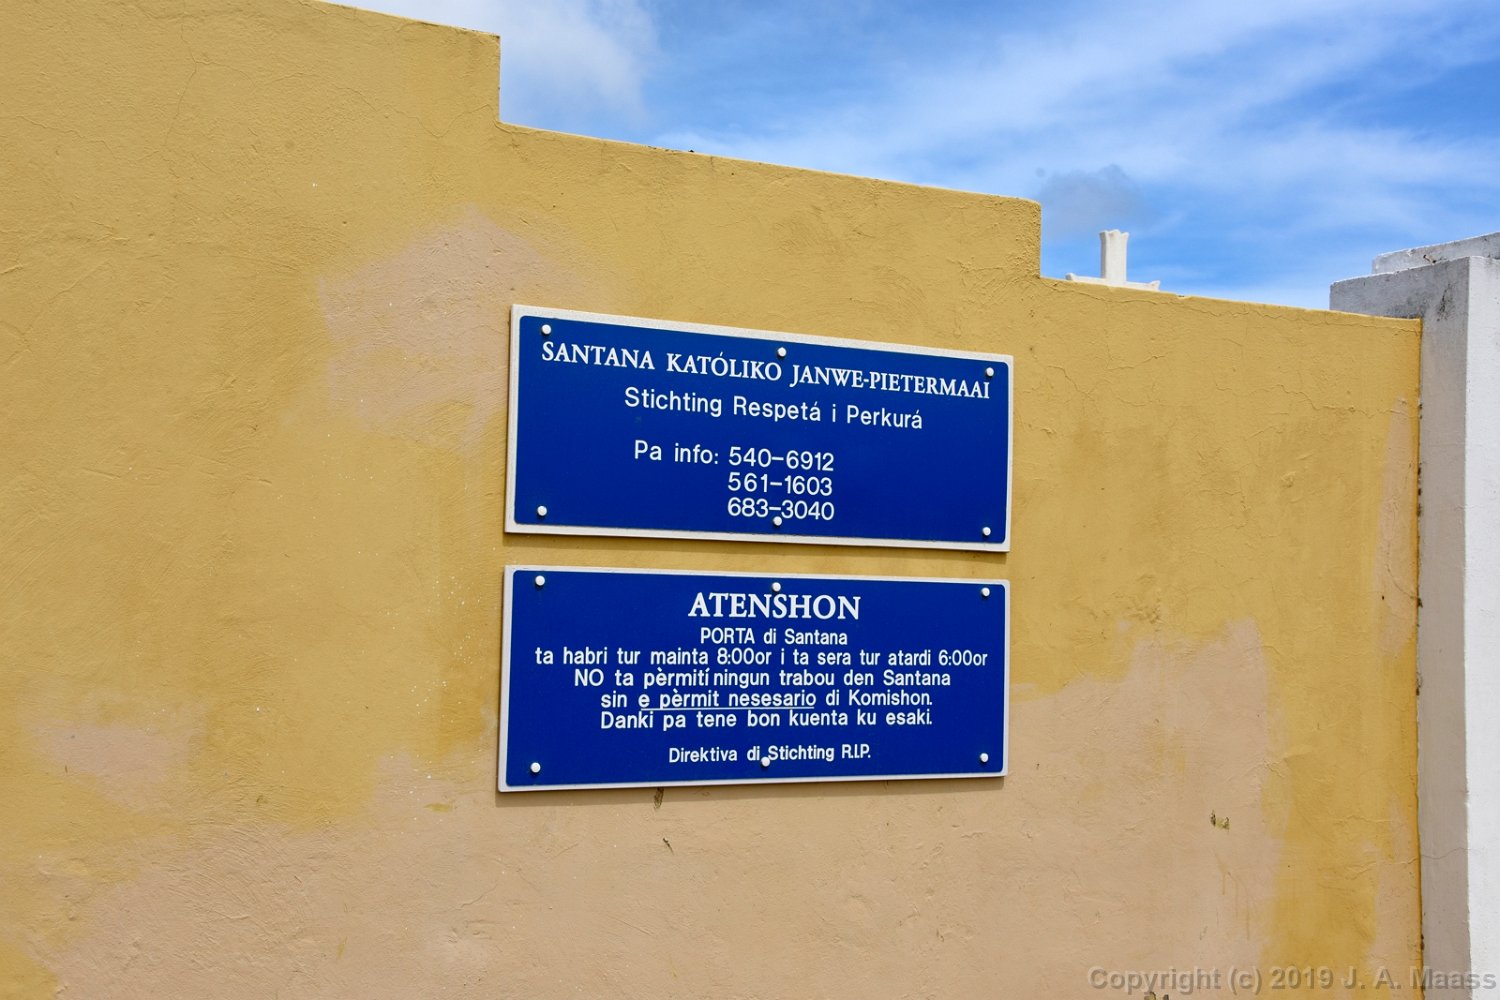 SANTANA KATÓLIKO JANWE-PIETERMAAI
Stichting Respetá i Perkurá
Pa info: 540-6912
561-1603
683-3040
ATENSHON
PORTA di Santana
ta habri tur mainta 8:00or i ta sera tur atardi 6:00or
NO ta pèrmití ningun trabou den Santana
sin e pèrmit nesesario di Komishon.
Danki pa tene bon kuenta ku esaki.
Direktiva di Stichting R.I.P.
Copyright (c) 2019 J. A. Maass